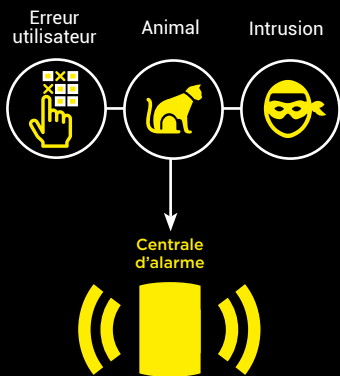 Erreur
utilisateur
Animal
Intrusion
Centrale
d'alarme